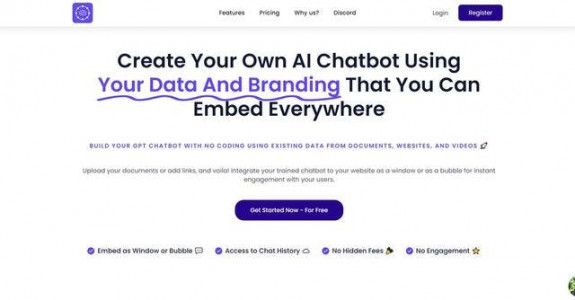 Features Pricing Why us? Discord Login Register
Create Your Own AI Chatbot Using
Your Data And Branding That You Can
Embed Everywhere
BUILD YOUR GPT CHATBOT WITH NO CODING USING EXISTING DATA FROM DOCUMENTS, WEBSITES, AND VIDEOS 🚀
Upload your documents or add links, and voila! Integrate your trained chatbot to your website as a window or as a bubble for instant
engagement with your users.
Get Started Now - For Free
Embed as Window or Bubble 💬 Access to Chat History ☁ No Hidden Fees 🎉 No Engagement ⭐